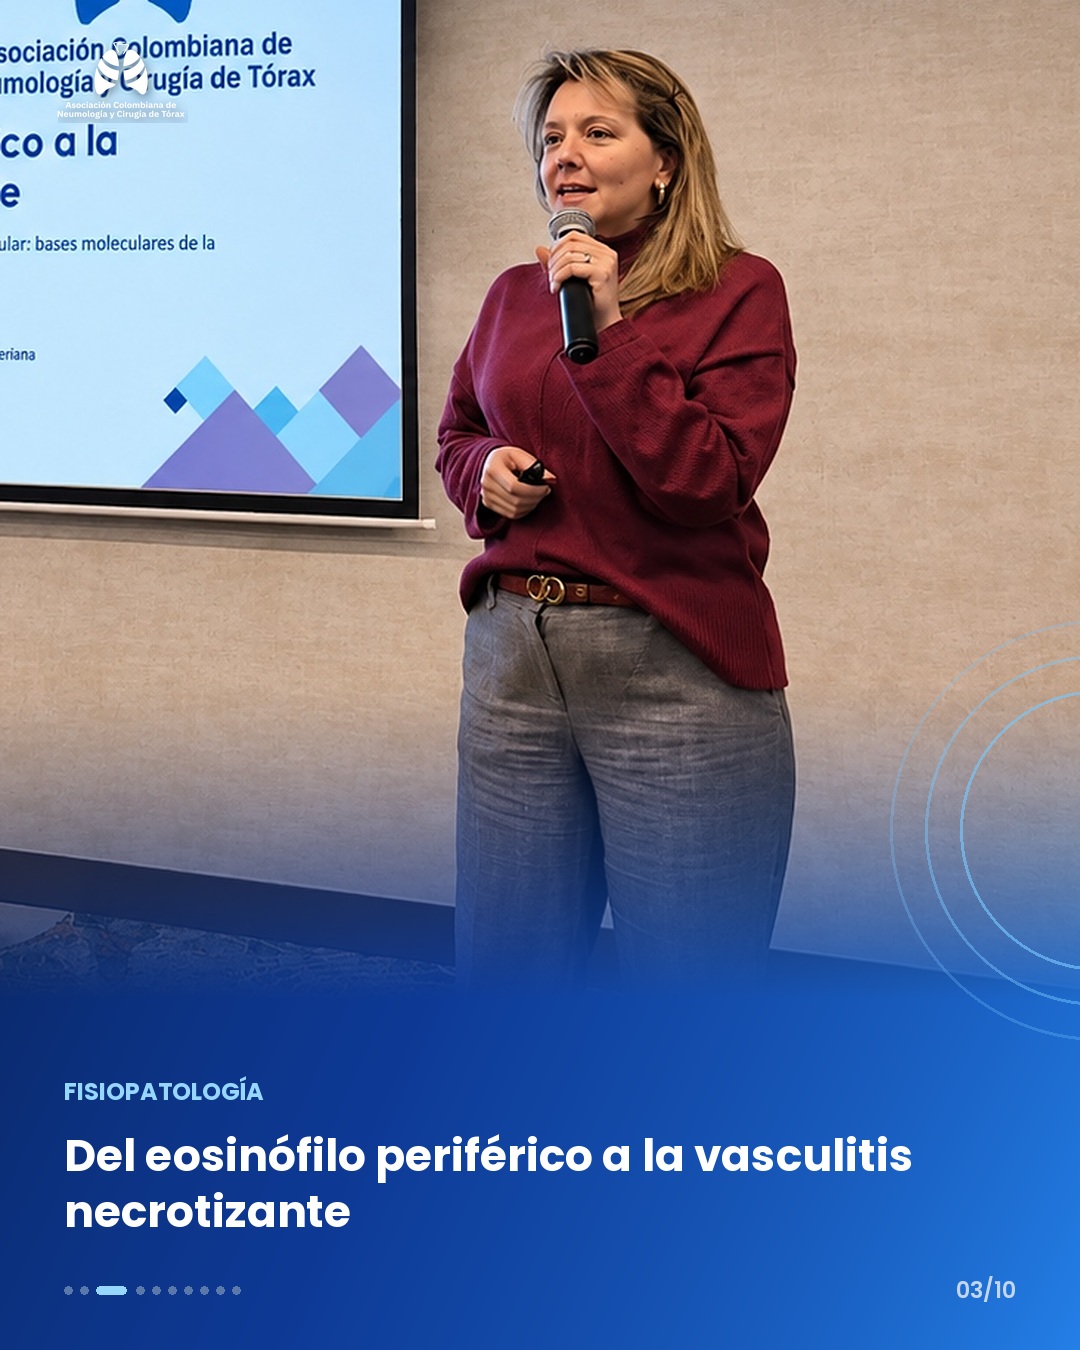 sociación Colombiana de
umología y Cirugía de Tórax
Asociación Colombiana de
Neumología y Cirugía de Tórax
co a la
e
ular: bases moleculares de la
eriana
FISIOPATOLOGÍA
Del eosinófilo periférico a la vasculitis
necrotizante
03/10